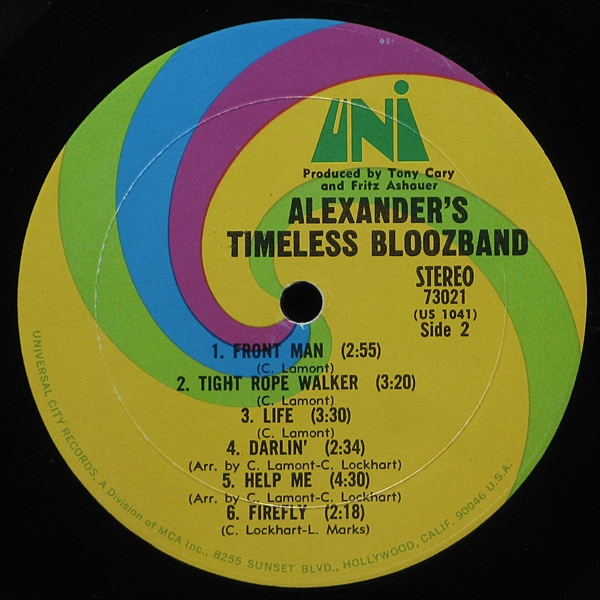 UNI
Produced by Tony Cary
and Fritz Ashauer
ALEXANDER'S
TIMELESS BLOOZBAND
STEREO
73021
(US 1041)
Side 2
1. FRONT MAN (2:55)
(C. Lamont)
2. TIGHT ROPE WALKER (3:20)
(C. Lamont)
3. LIFE (3:30)
(C. Lamont)
4. DARLIN' (2:34)
(Arr. by C. Lamont-C. Lockhart)
5. HELP ME (4:30)
(Arr. by C. Lamont-C. Lockhart)
6. FIREFLY (2:18)
(C. Lockhart-L. Marks)
UNIVERSAL CITY RECORDS, A Division of MCA Inc., 8255 SUNSET BLVD., HOLLYWOOD, CALIF. 90046 U.S.A.